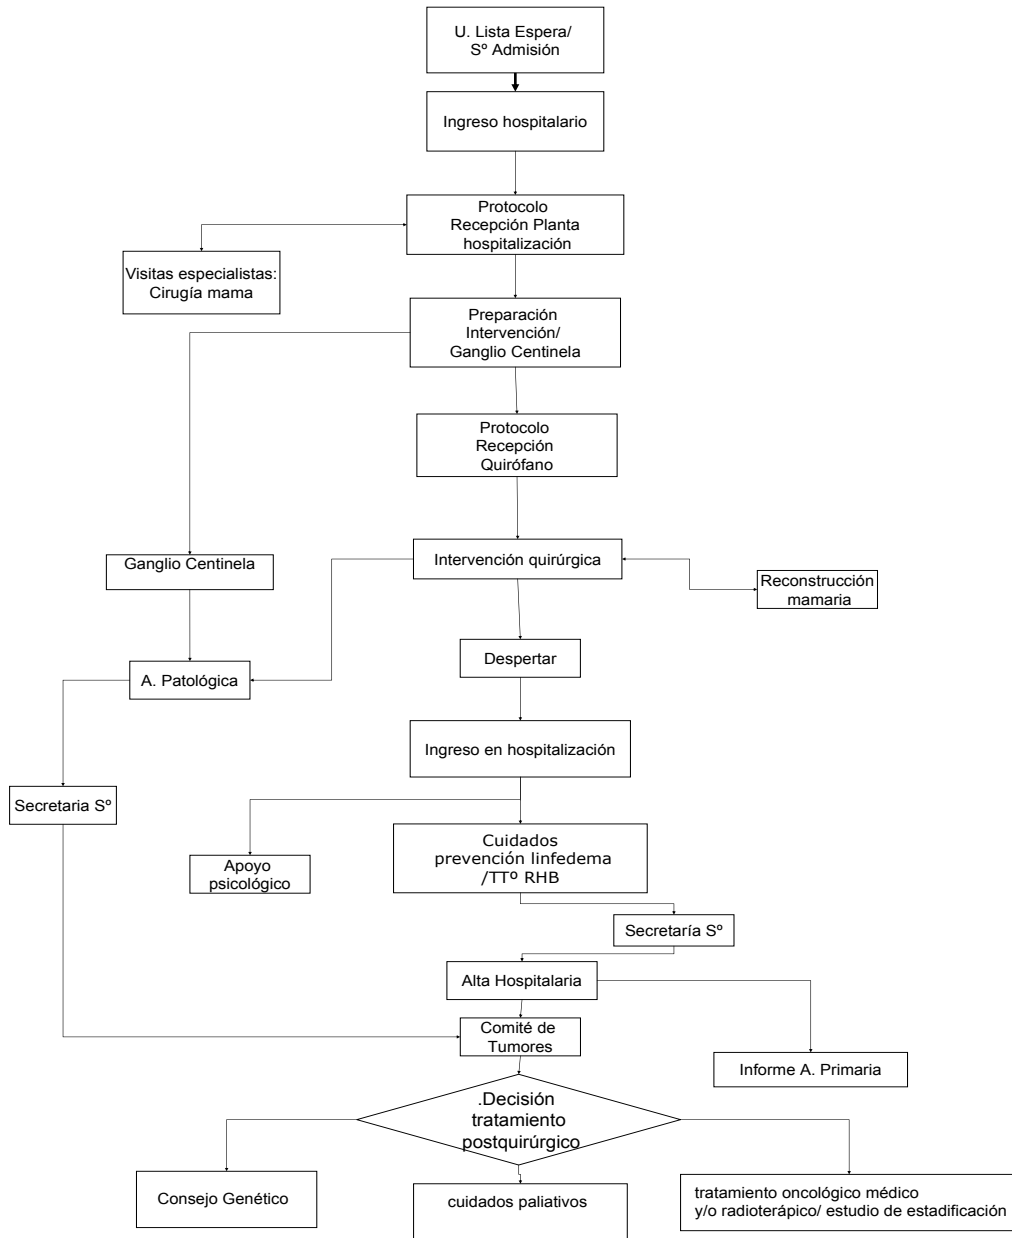 U. Lista Espera/
Sº Admisión
Ingreso hospitalario
Protocolo
Recepción Planta
hospitalización
Visitas especialistas:
Cirugía mama
Preparación
Intervención/
Ganglio Centinela
Protocolo
Recepción
Quirófano
Ganglio Centinela
Intervención quirúrgica
Reconstrucción
mamaria
Despertar
A. Patológica
Ingreso en hospitalización
Secretaria Sº
Apoyo
psicológico
Cuidados
prevención linfedema
/TTº RHB
Secretaría Sº
Alta Hospitalaria
Comité de
Tumores
Informe A. Primaria
.Decisión
tratamiento
postquirúrgico
Consejo Genético
cuidados paliativos
tratamiento oncológico médico
y/o radioterápico/ estudio de estadificación